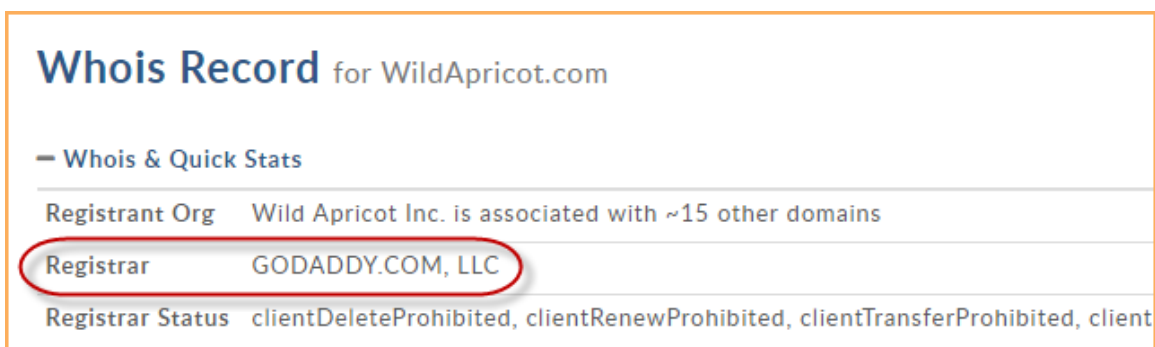 Whois Record for WildApricot.com
– Whois & Quick Stats
Registrant Org Wild Apricot Inc. is associated with ~15 other domains
Registrar GODADDY.COM, LLC
Registrar Status clientDeleteProhibited, clientRenewProhibited, clientTransferProhibited, client